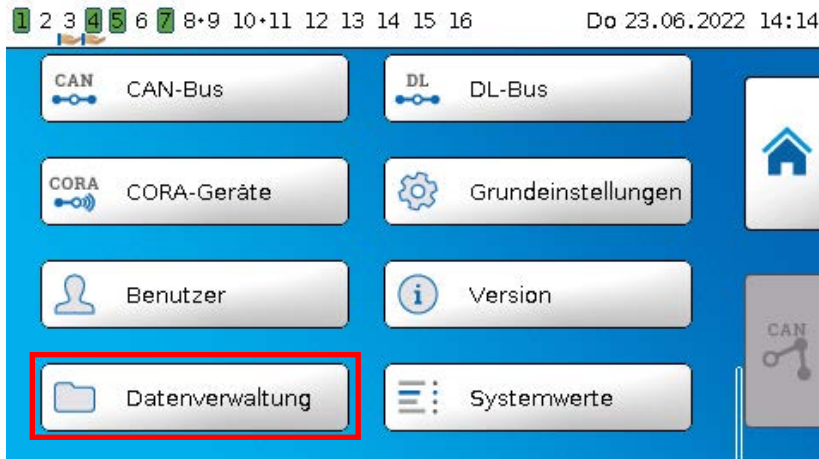 1 2 3 4 5 6 7 8+9 10+11 12 13 14 15 16 Do 23.06.2022 14:14
CAN CAN-Bus DL DL-Bus
CORA CORA-Geräte Grundeinstellungen
Benutzer i Version
CAN
Datenverwaltung Systemwerte